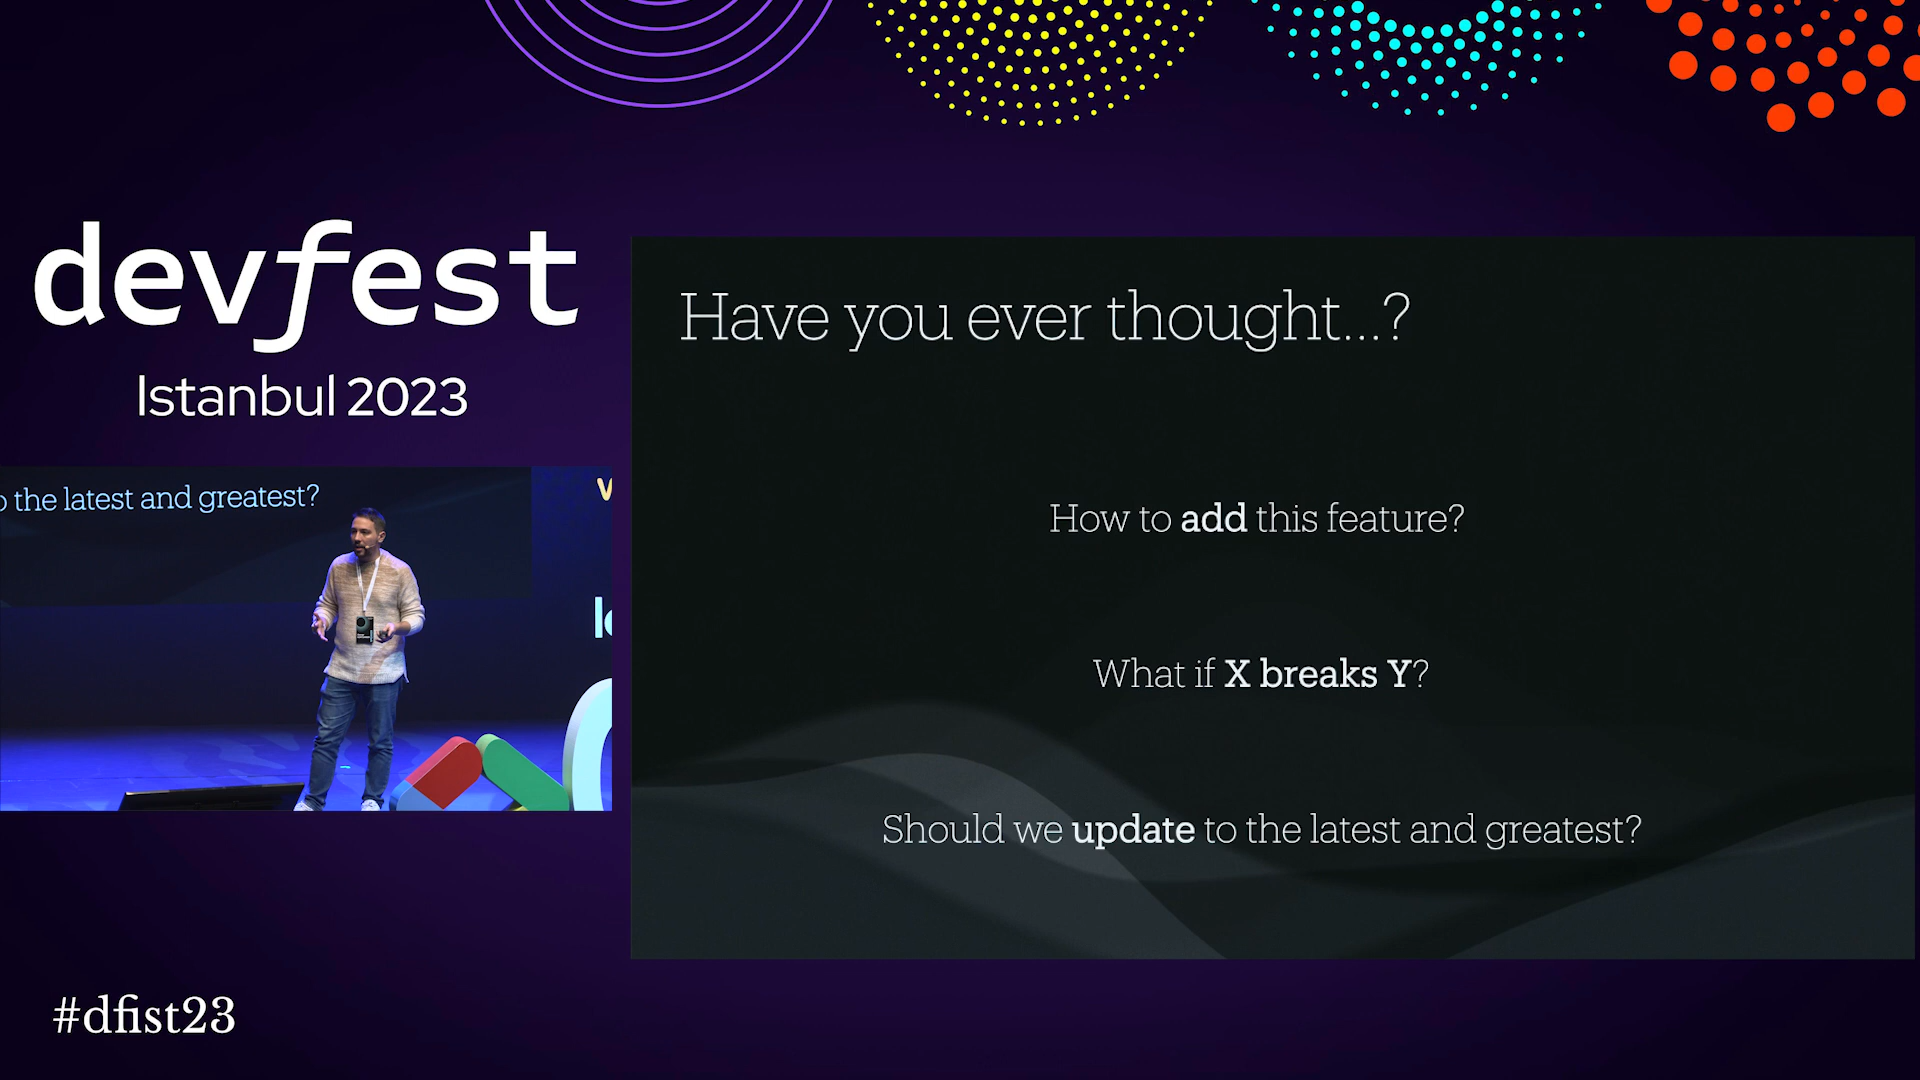 devfest
Istanbul 2023
the latest and greatest?
Have you ever thought...?
How to add this feature?
What if X breaks Y?
Should we update to the latest and greatest?
#dfist23